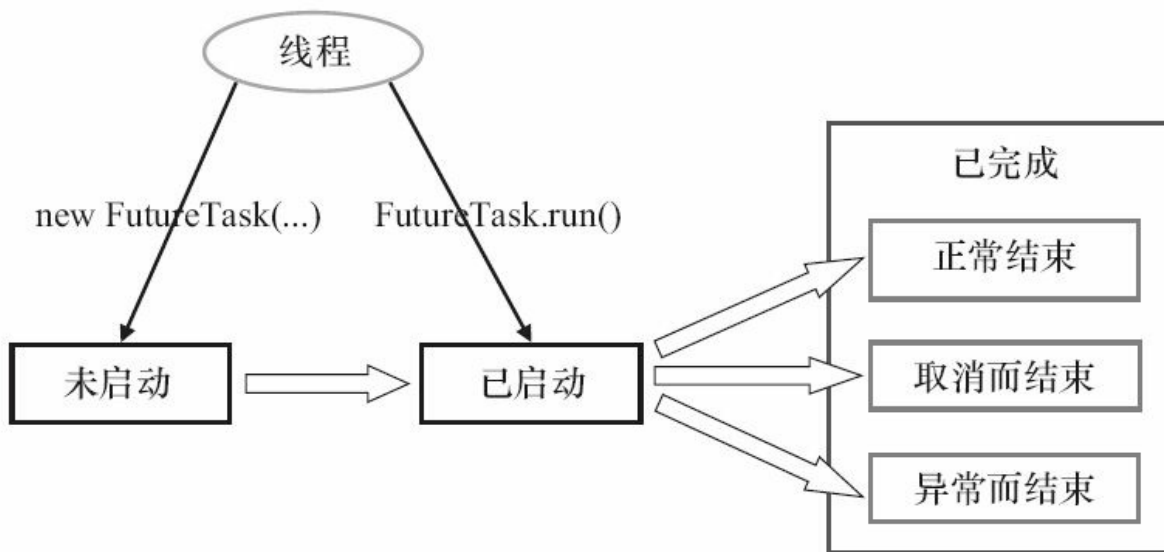 线程
已完成
new FutureTask(...)
FutureTask.run()
正常结束
未启动
已启动
取消而结束
异常而结束